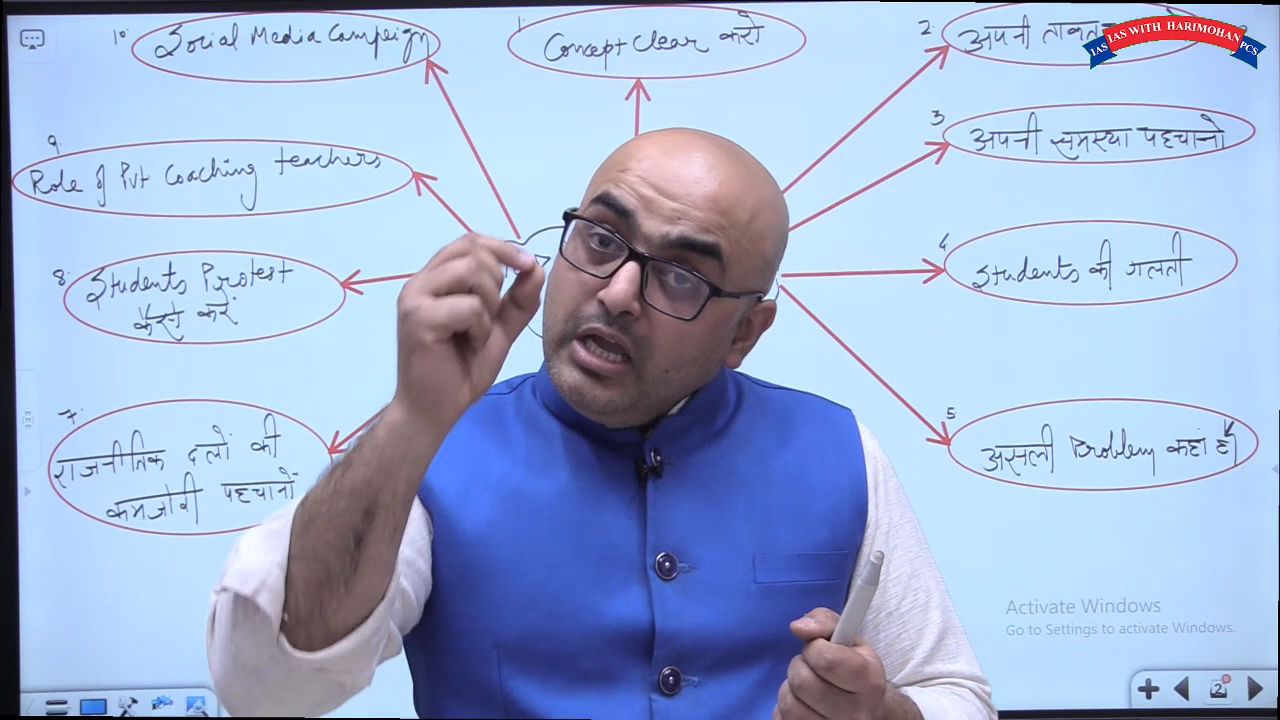 10. Social Media Campaign
1. Concept clear करो
2. अपनी ताकत
IAS IAS WITH HARIMOHAN PCS
3 अपनी समस्या पहचानो
9. Role of Pvt Coaching teachers
4. Students की गलती
8. Students Protest
कैसे करें
5. असली Problem कहां है
7. राजनीतिक दलों की
कमजोरी पहचानों
Activate Windows
Go to Settings to activate Windows.
2